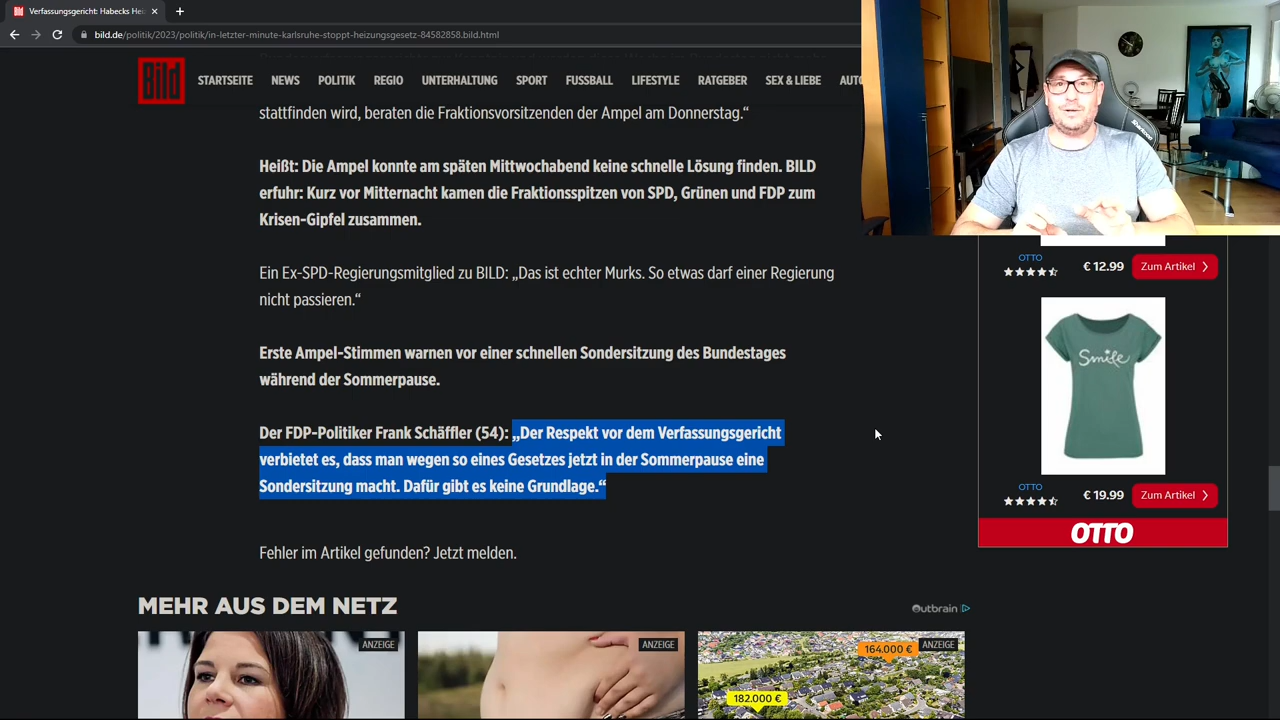 Verfassungsgericht: Habecks Hei
bild.de/politik/2023/politik/in-letzter-minute-karlsruhe-stoppt-heizungsgesetz-84582858.bild.html
Bild
STARTSEITE NEWS POLITIK REGIO UNTERHALTUNG SPORT FUSSBALL LIFESTYLE RATGEBER SEX & LIEBE AUTO
stattfinden wird, beraten die Fraktionsvorsitzenden der Ampel am Donnerstag.“
Heißt: Die Ampel konnte am späten Mittwochabend keine schnelle Lösung finden. BILD
erfuhr: Kurz vor Mitternacht kamen die Fraktionsspitzen von SPD, Grünen und FDP zum
Krisen-Gipfel zusammen.
Ein Ex-SPD-Regierungsmitglied zu BILD: „Das ist echter Murks. So etwas darf einer Regierung
nicht passieren.“
Erste Ampel-Stimmen warnen vor einer schnellen Sondersitzung des Bundestages
während der Sommerpause.
Der FDP-Politiker Frank Schäffler (54): „Der Respekt vor dem Verfassungsgericht
verbietet es, dass man wegen so eines Gesetzes jetzt in der Sommerpause eine
Sondersitzung macht. Dafür gibt es keine Grundlage.“
Fehler im Artikel gefunden? Jetzt melden.
OTTO
€ 12.99 Zum Artikel
Smile
OTTO
€ 19.99 Zum Artikel
OTTO
MEHR AUS DEM NETZ
Outbrain
ANZEIGE
ANZEIGE
ANZEIGE
164.000 €
182.000 €